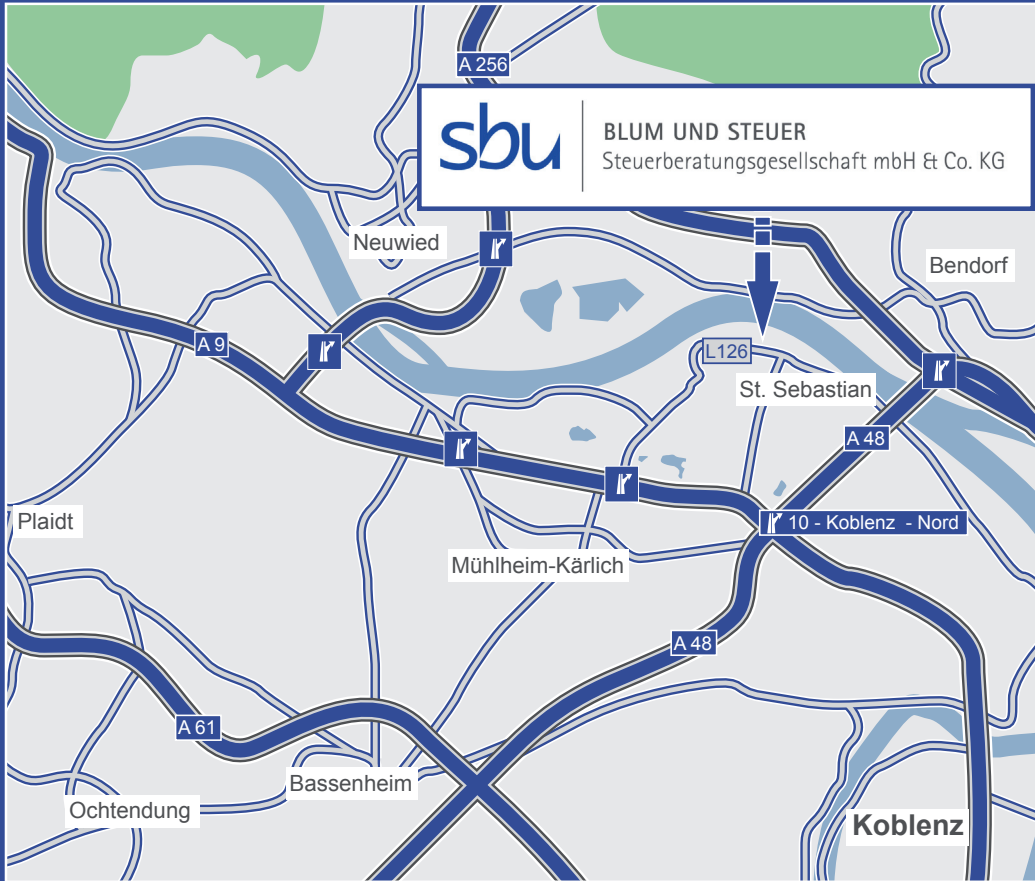 A 256
sbu
BLUM UND STEUER
Steuerberatungsgesellschaft mbH & Co. KG
Neuwied
Bendorf
A 9
L126
St. Sebastian
A 48
Plaidt
10 - Koblenz - Nord
Mühlheim-Kärlich
A 48
A 61
Bassenheim
Ochtendung
Koblenz